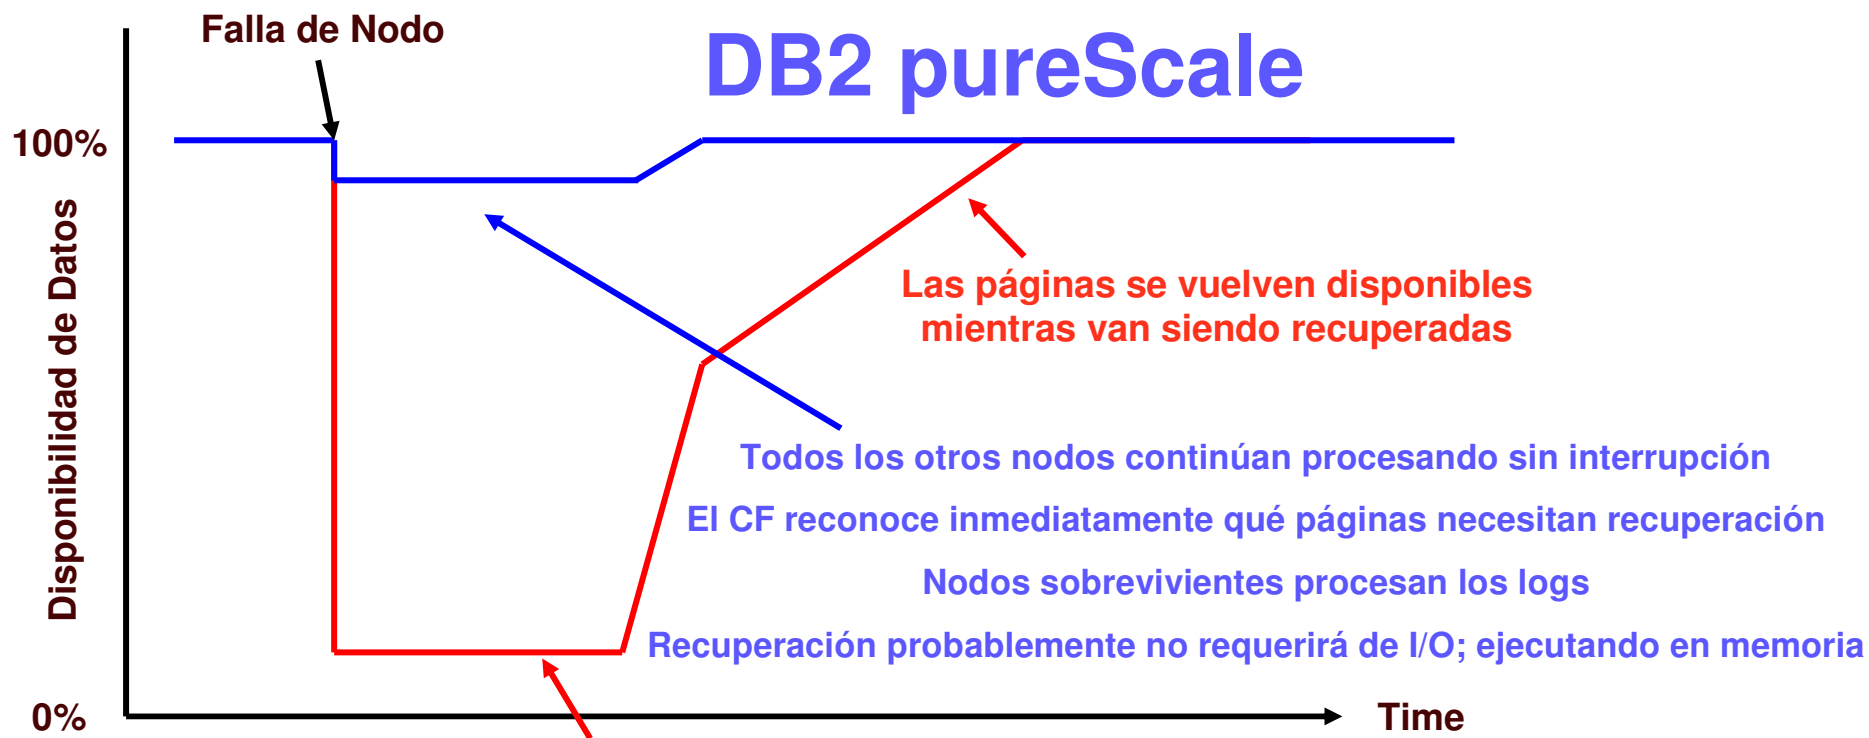 Falla de Nodo
DB2 pureScale
100%
Disponibilidad de Datos
Las páginas se vuelven disponibles
mientras van siendo recuperadas
Todos los otros nodos continúan procesando sin interrupción
El CF reconoce inmediatamente qué páginas necesitan recuperación
Nodos sobrevivientes procesan los logs
Recuperación probablemente no requerirá de I/O; ejecutando en memoria
0%
Time